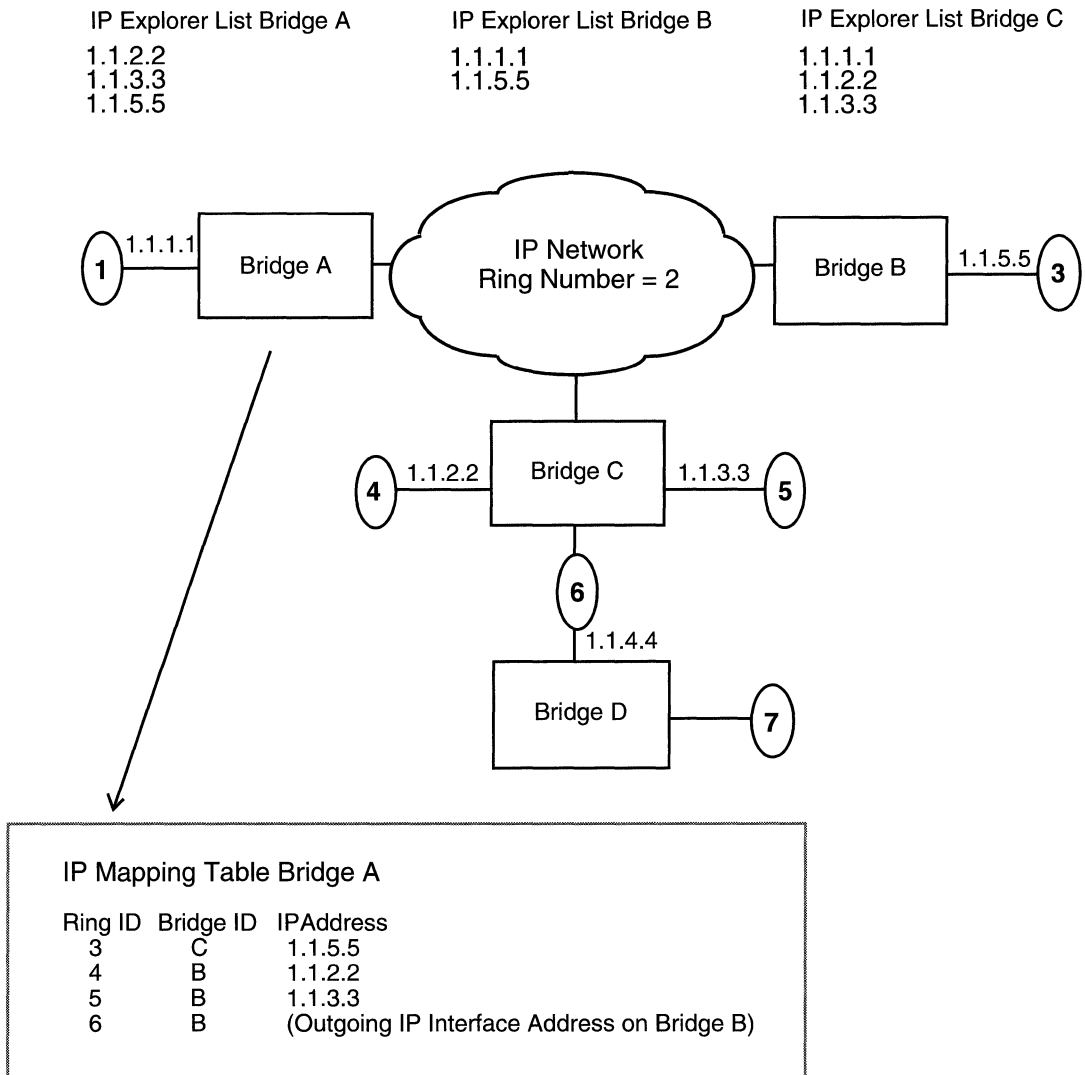 IP Explorer List Bridge A
1.1.2.2
1.1.3.3
1.1.5.5
IP Explorer List Bridge B
1.1.1.1
1.1.5.5
IP Explorer List Bridge C
1.1.1.1
1.1.2.2
1.1.3.3
1
1.1.1.1
Bridge A
IP Network
Ring Number = 2
Bridge B
1.1.5.5
3
4
1.1.2.2
Bridge C
1.1.3.3
5
6
1.1.4.4
Bridge D
7
IP Mapping Table Bridge A
Ring ID Bridge ID IPAddress
3 C 1.1.5.5
4 B 1.1.2.2
5 B 1.1.3.3
6 B (Outgoing IP Interface Address on Bridge B)